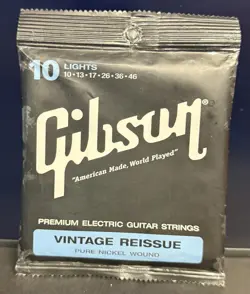 10 LIGHTS
10•13•17•26•36•46
Gibson®
"American Made, World Played"
PREMIUM ELECTRIC GUITAR STRINGS
VINTAGE REISSUE
PURE NICKEL WOUND